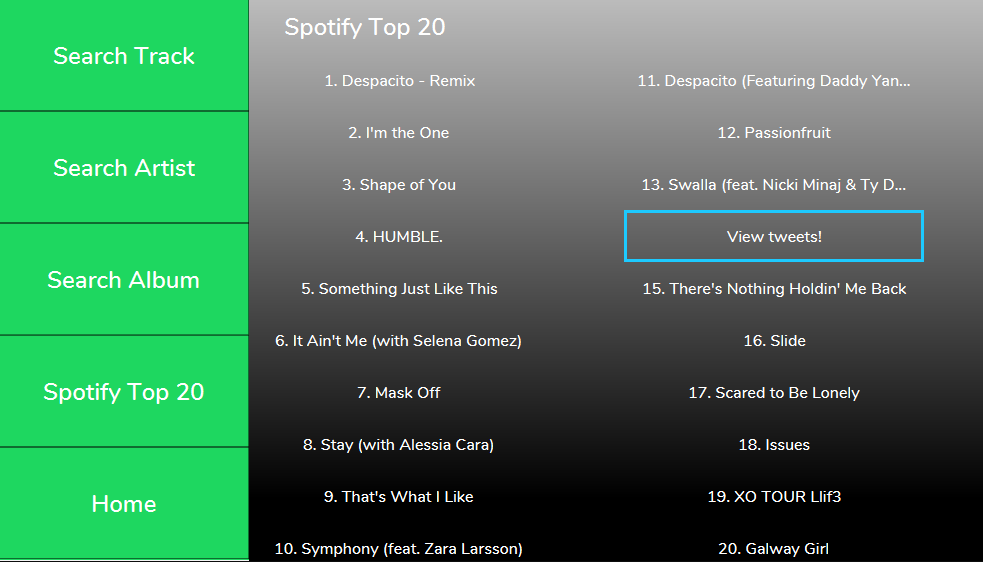 Search Track
Search Artist
Search Album
Spotify Top 20
Home
Spotify Top 20
1. Despacito - Remix
2. I'm the One
3. Shape of You
4. HUMBLE.
5. Something Just Like This
6. It Ain't Me (with Selena Gomez)
7. Mask Off
8. Stay (with Alessia Cara)
9. That's What I Like
10. Symphony (feat. Zara Larsson)
11. Despacito (Featuring Daddy Yan...
12. Passionfruit
13. Swalla (feat. Nicki Minaj & Ty D...
View tweets!
15. There's Nothing Holdin' Me Back
16. Slide
17. Scared to Be Lonely
18. Issues
19. XO TOUR Llif3
20. Galway Girl